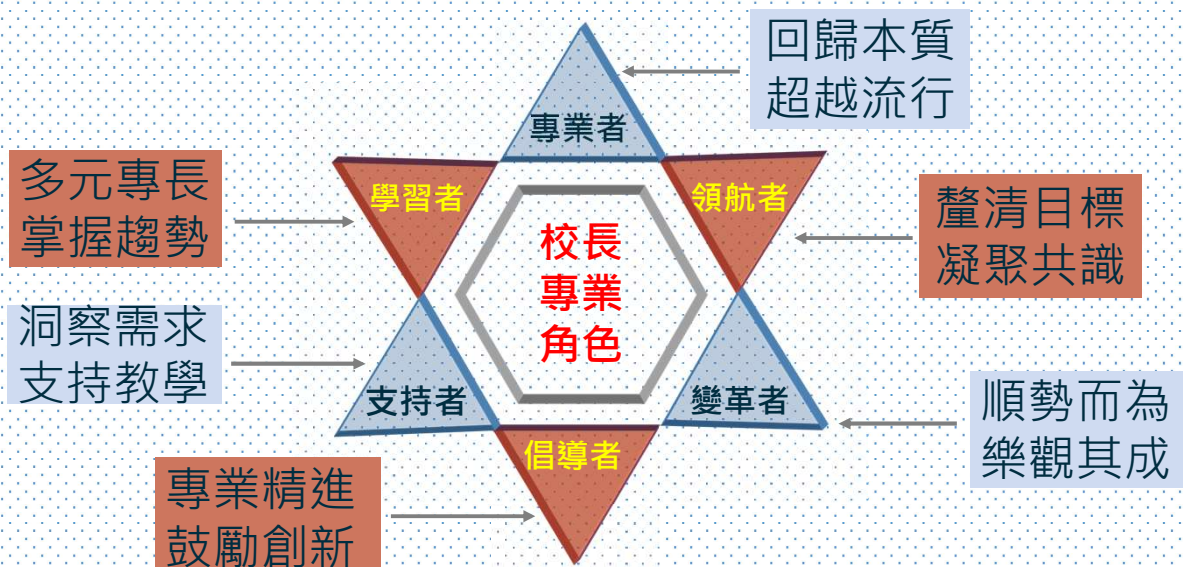 回歸本質
超越流行
專業者
多元專長
掌握趨勢
學習者
領航者
釐清目標
凝聚共識
校長
專業
角色
洞察需求
支持教學
支持者
變革者
順勢而為
樂觀其成
倡導者
專業精進
鼓勵創新